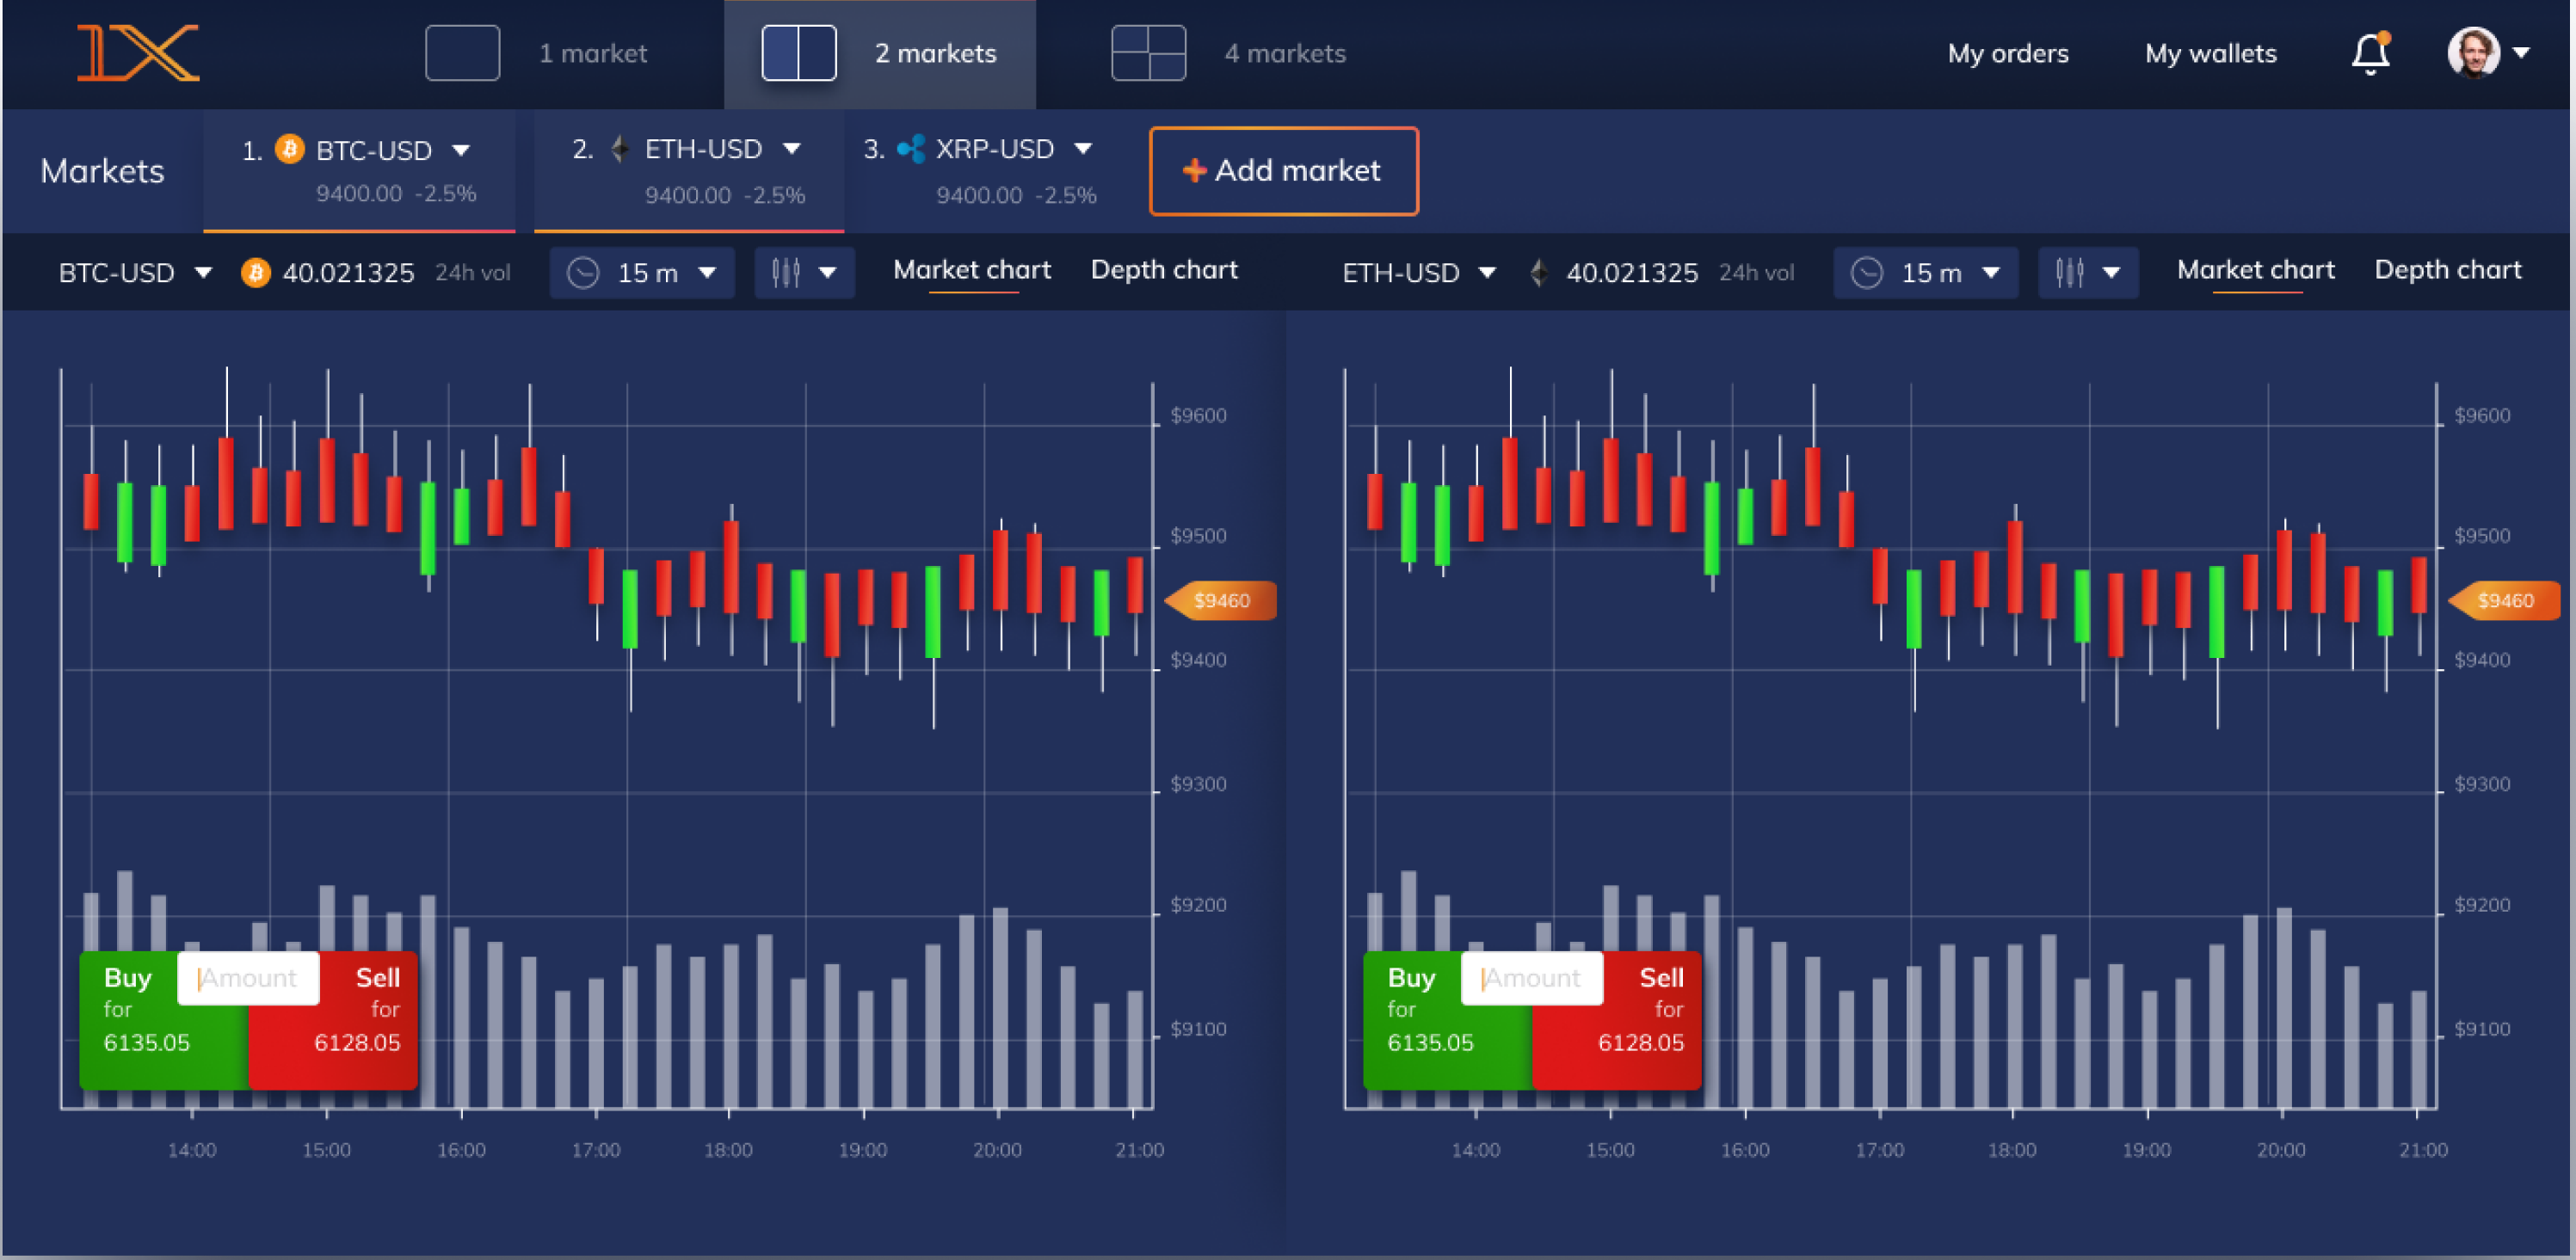 1X
1 market
2 markets
4 markets
My orders
My wallets
Markets
1. BTC-USD
9400.00 -2.5%
2. ETH-USD
9400.00 -2.5%
3. XRP-USD
9400.00 -2.5%
+ Add market
BTC-USD 40.021325 24h vol 15 m Market chart Depth chart
$9600
$9500
$9460
$9400
$9300
$9200
$9100
Buy
for
6135.05
Amount
Sell
for
6128.05
14:00 15:00 16:00 17:00 18:00 19:00 20:00 21:00
ETH-USD 40.021325 24h vol 15 m Market chart Depth chart
$9600
$9500
$9460
$9400
$9300
$9200
$9100
Buy
for
6135.05
Amount
Sell
for
6128.05
14:00 15:00 16:00 17:00 18:00 19:00 20:00 21:00